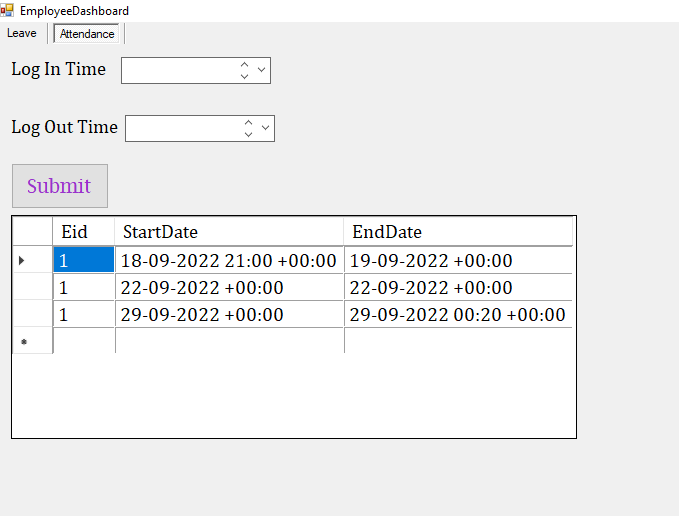 EmployeeDashboard
Leave Attendance
Log In Time
Log Out Time
Submit
Eid StartDate EndDate
1 18-09-2022 21:00 +00:00 19-09-2022 +00:00
1 22-09-2022 +00:00 22-09-2022 +00:00
1 29-09-2022 +00:00 29-09-2022 00:20 +00:00
*